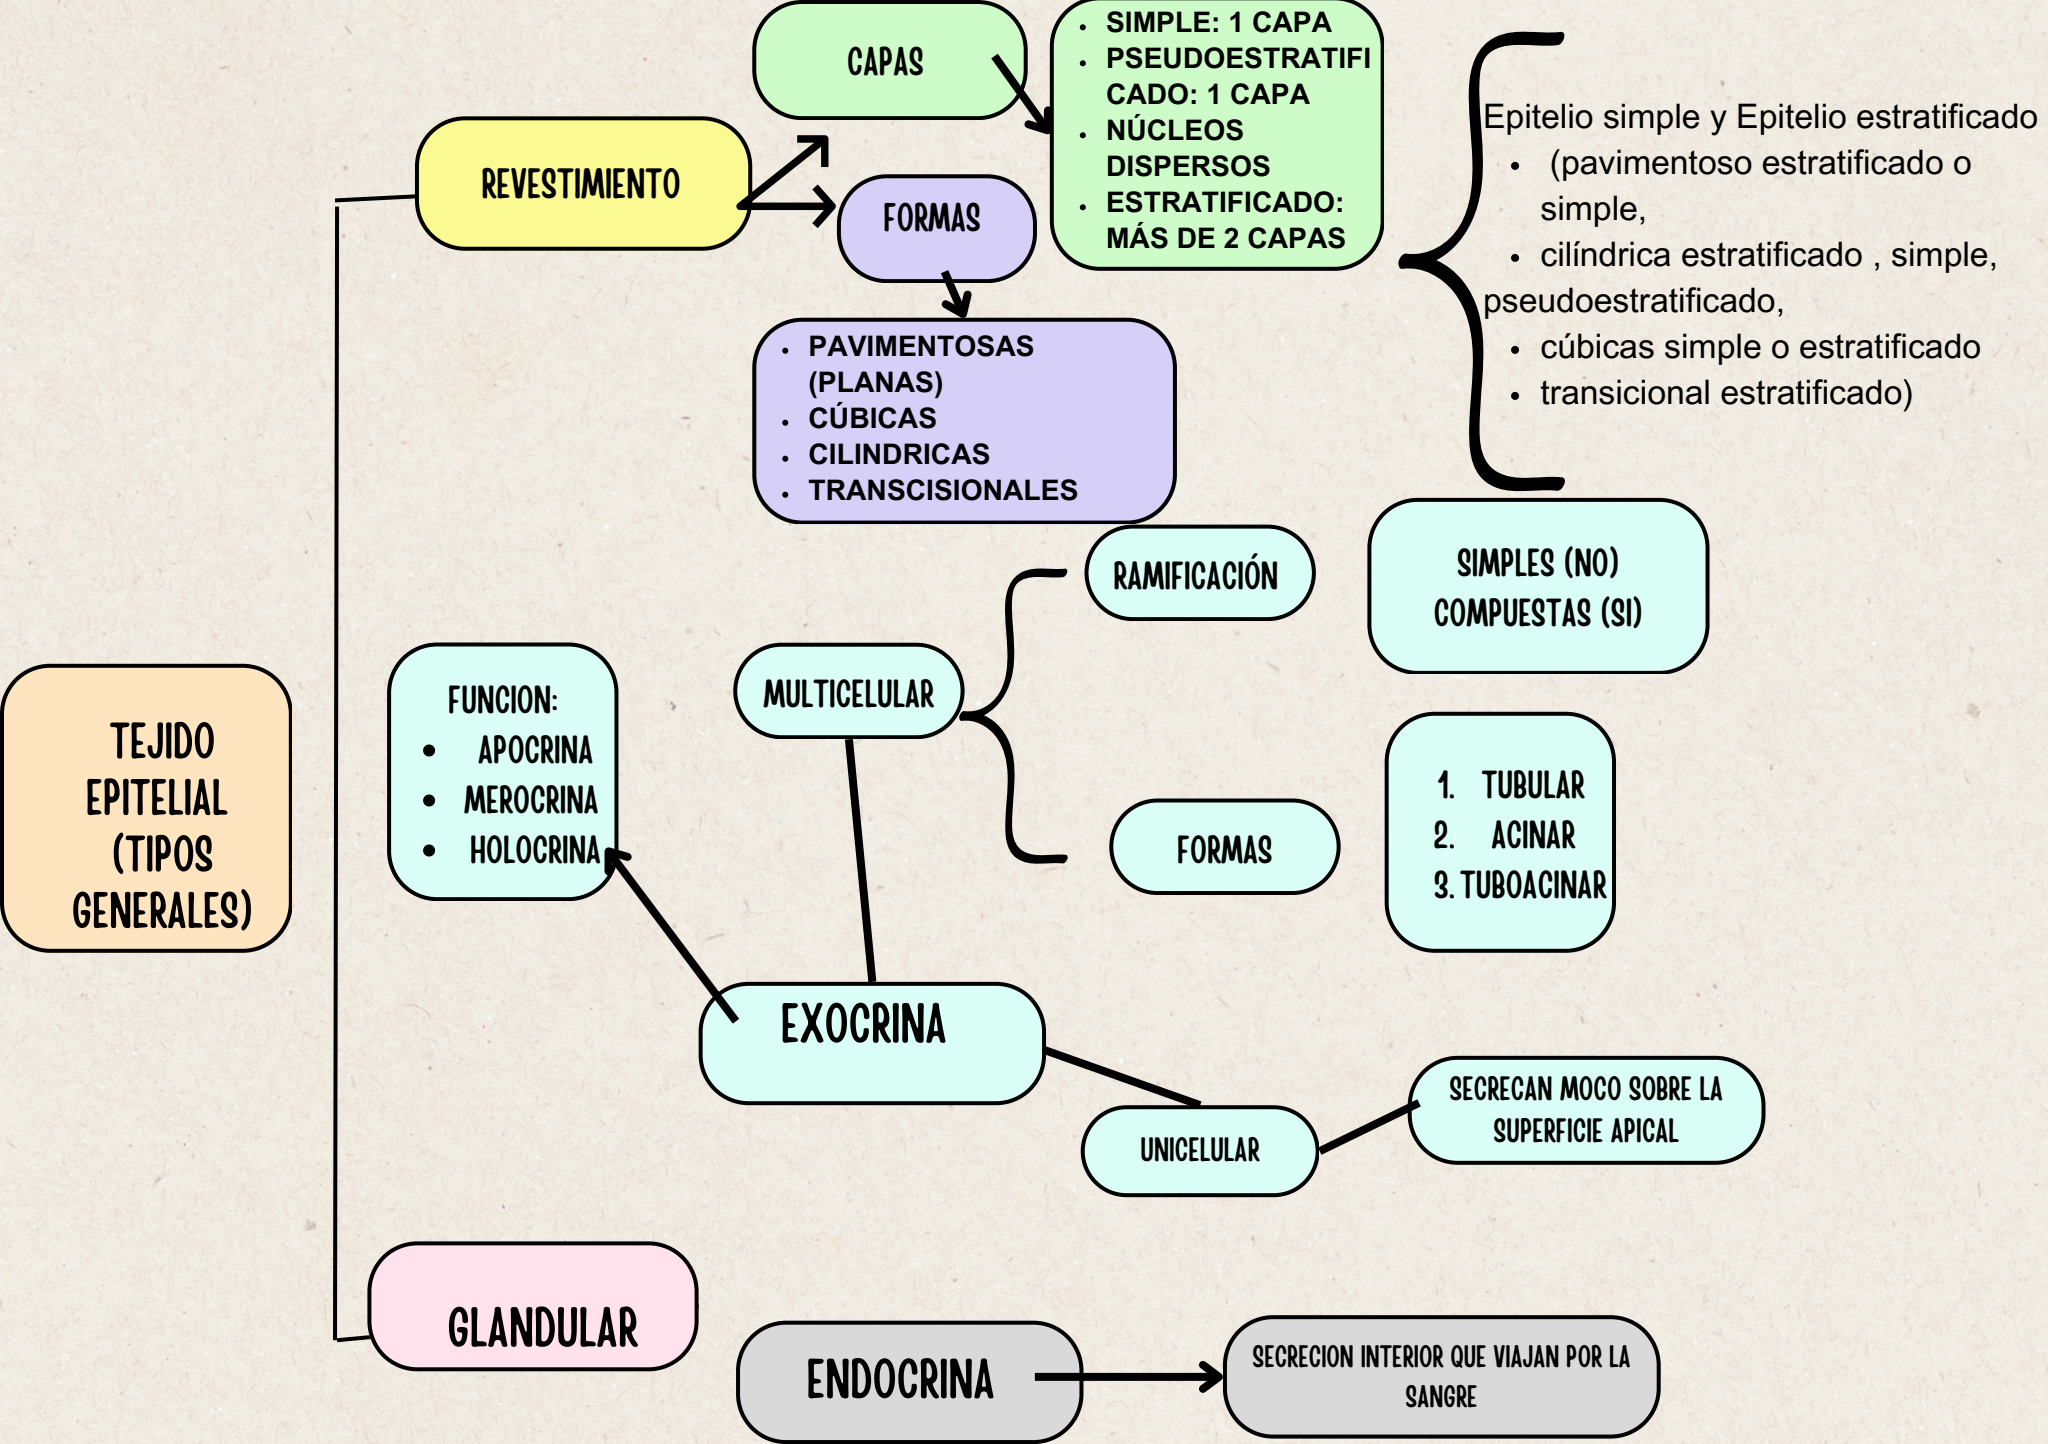 CAPAS
• SIMPLE: 1 CAPA
• PSEUDOESTRATIFI
CADO: 1 CAPA
• NÚCLEOS
DISPERSOS
• ESTRATIFICADO:
MÁS DE 2 CAPAS
Epitelio simple y Epitelio estratificado
• (pavimentoso estratificado o
simple,
• cilíndrica estratificado , simple,
pseudoestratificado,
• cúbicas simple o estratificado
• transicional estratificado)
REVESTIMIENTO
FORMAS
• PAVIMENTOSAS
(PLANAS)
• CÚBICAS
• CILINDRICAS
• TRANSCISIONALES
RAMIFICACIÓN
SIMPLES (NO)
COMPUESTAS (SI)
MULTICELULAR
FORMAS
1. TUBULAR
2. ACINAR
3. TUBOACINAR
FUNCION:
• APOCRINA
• MEROCRINA
• HOLOCRINA
TEJIDO
EPITELIAL
(TIPOS
GENERALES)
EXOCRINA
UNICELULAR
SECRECAN MOCO SOBRE LA
SUPERFICIE APICAL
GLANDULAR
ENDOCRINA
SECRECION INTERIOR QUE VIAJAN POR LA
SANGRE